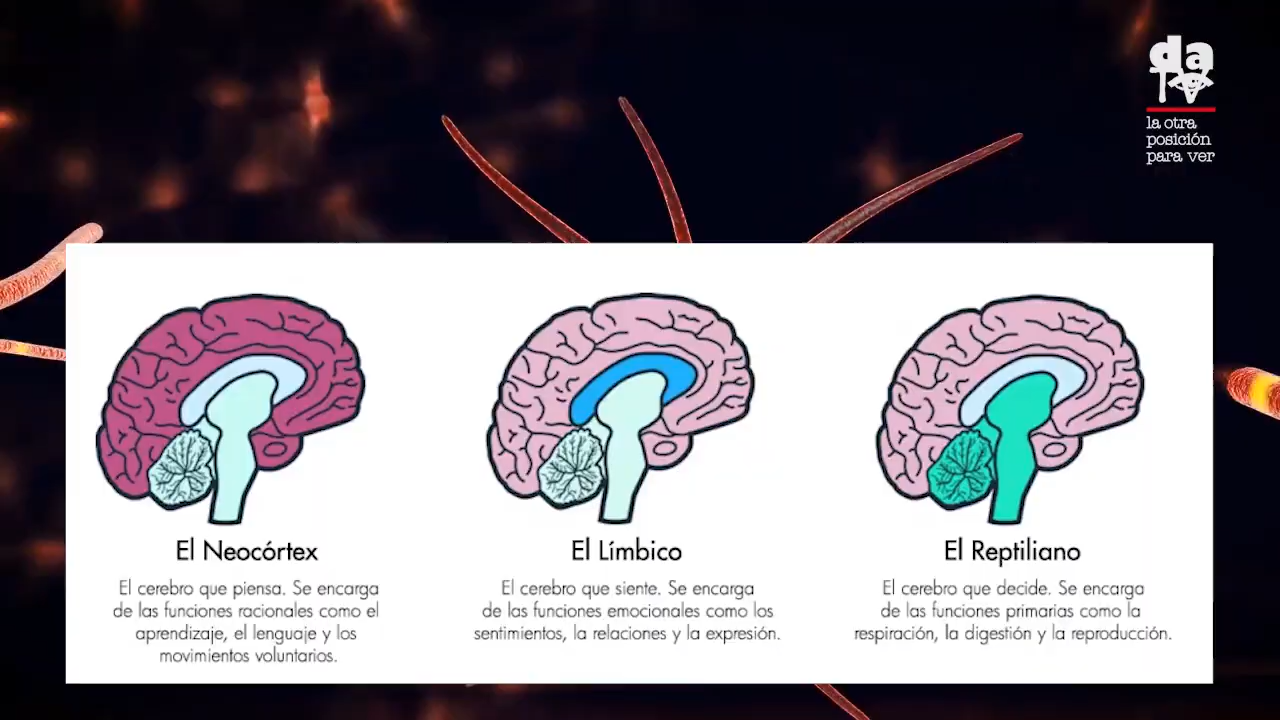 da
TV
la otra
posición
para ver
El Neocórtex
El cerebro que piensa. Se encarga
de las funciones racionales como el
aprendizaje, el lenguaje y los
movimientos voluntarios.
El Límbico
El cerebro que siente. Se encarga
de las funciones emocionales como los
sentimientos, la relaciones y la expresión.
El Reptiliano
El cerebro que decide. Se encarga
de las funciones primarias como la
respiración, la digestión y la reproducción.